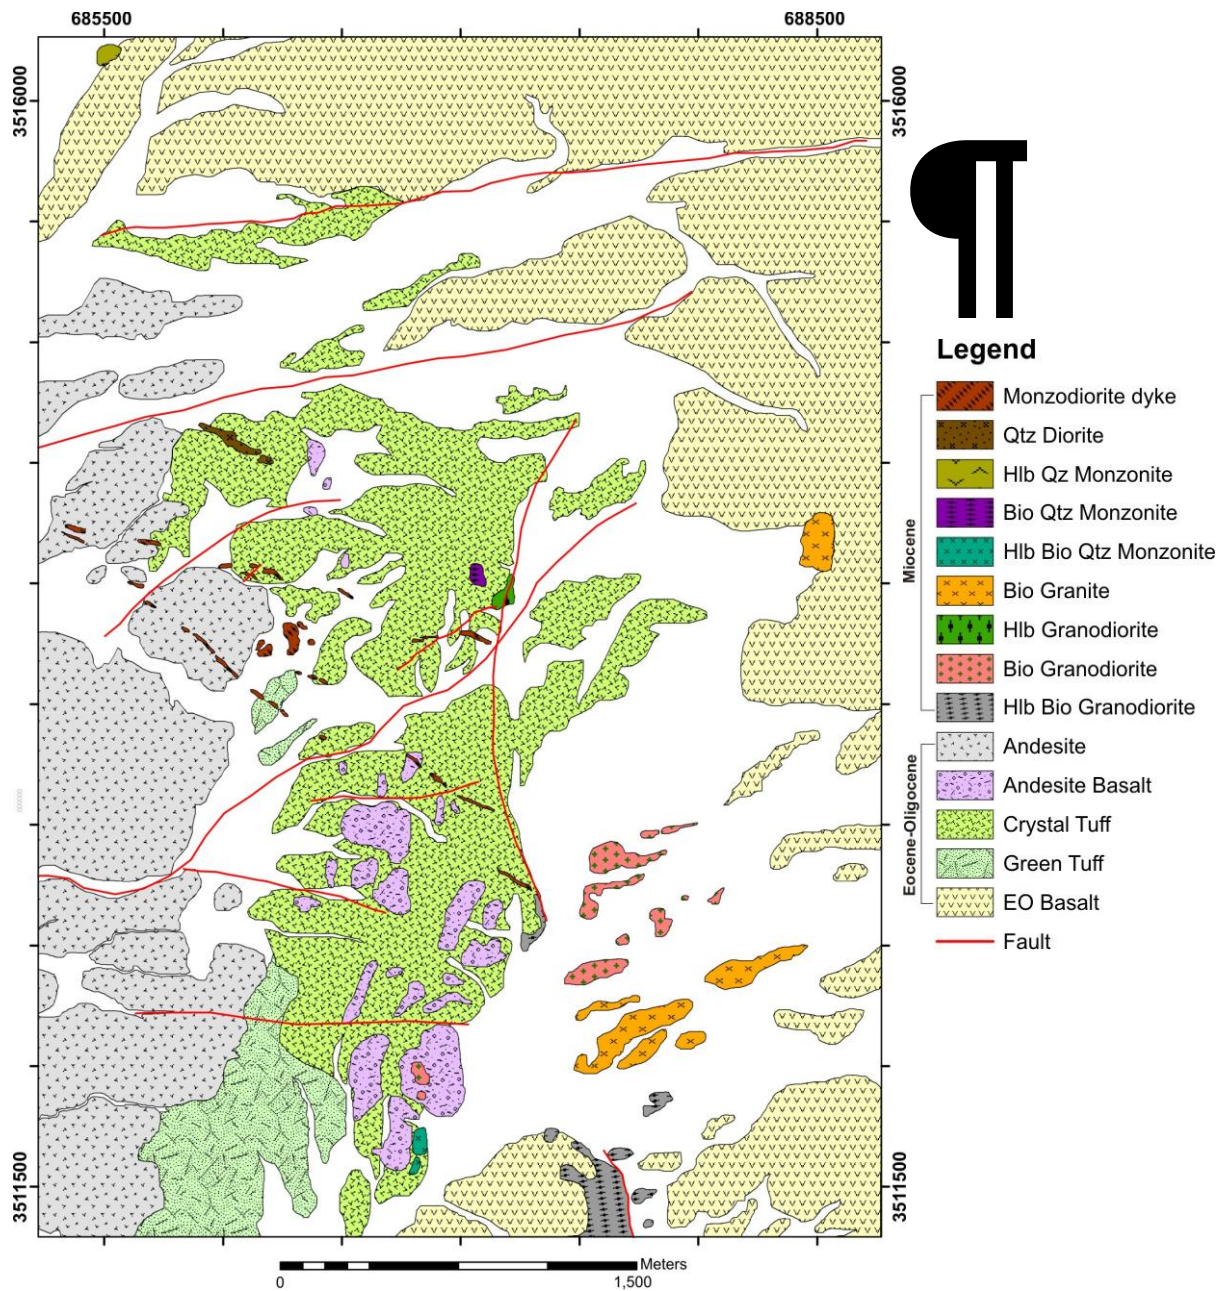 685500 688500
3516000 3516000
¶
Legend
Monzodiorite dyke
Qtz Diorite
Hlb Qz Monzonite
Bio Qtz Monzonite
Hlb Bio Qtz Monzonite
Bio Granite
Hlb Granodiorite
Bio Granodiorite
Hlb Bio Granodiorite
Miocene
Andesite
Andesite Basalt
Crystal Tuff
Green Tuff
EO Basalt
Eocene-Oligocene
Fault
3511500 3511500
Meters
0 1,500